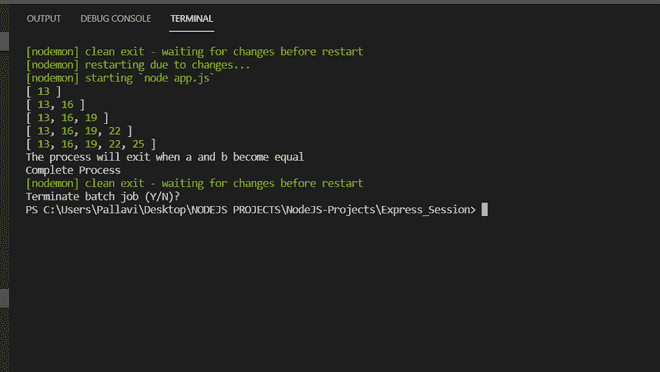 OUTPUT DEBUG CONSOLE TERMINAL
[nodemon] clean exit - waiting for changes before restart
[nodemon] restarting due to changes...
[nodemon] starting `node app.js`
[ 13 ]
[ 13, 16 ]
[ 13, 16, 19 ]
[ 13, 16, 19, 22 ]
[ 13, 16, 19, 22, 25 ]
The process will exit when a and b become equal
Complete Process
[nodemon] clean exit - waiting for changes before restart
Terminate batch job (Y/N)?
PS C:\Users\Pallavi\Desktop\NODEJS PROJECTS\NodeJS-Projects\Express_Session>